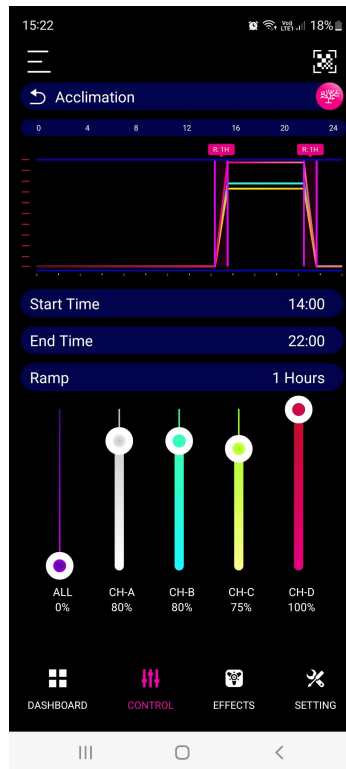 15:22 Vo) LTE1 18%
Acclimation
0 4 8 12 16 20 24
R:1H R:1H
Start Time 14:00
End Time 22:00
Ramp 1 Hours
ALL CH-A CH-B CH-C CH-D
0% 80% 80% 75% 100%
DASHBOARD CONTROL EFFECTS SETTING